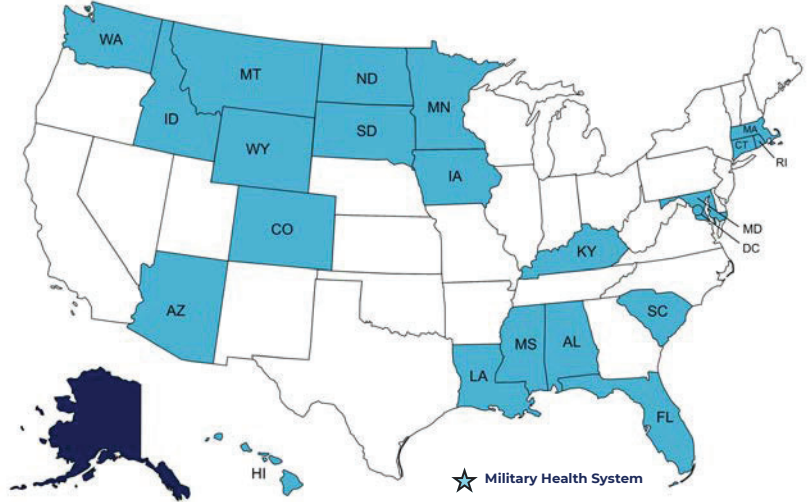 WA
MT
ND
MN
ID
SD
WY
IA
MA
CT
RI
CO
MD
DC
KY
AZ
SC
MS
AL
LA
FL
HI
Military Health System